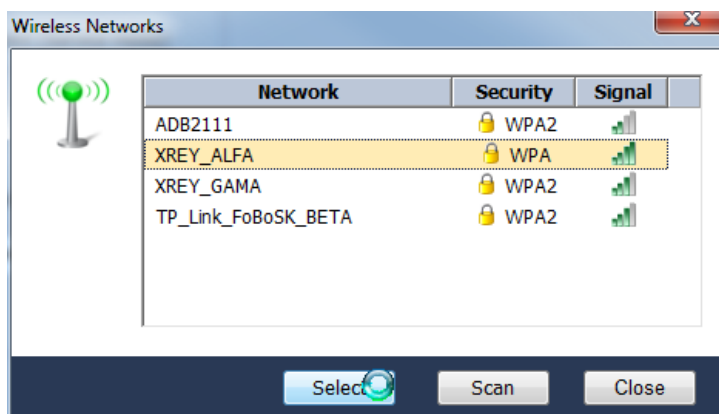 Wireless Networks
Network Security Signal
ADB2111 WPA2
XREY_ALFA WPA
XREY_GAMA WPA2
TP_Link_FoBoSK_BETA WPA2
Select Scan Close